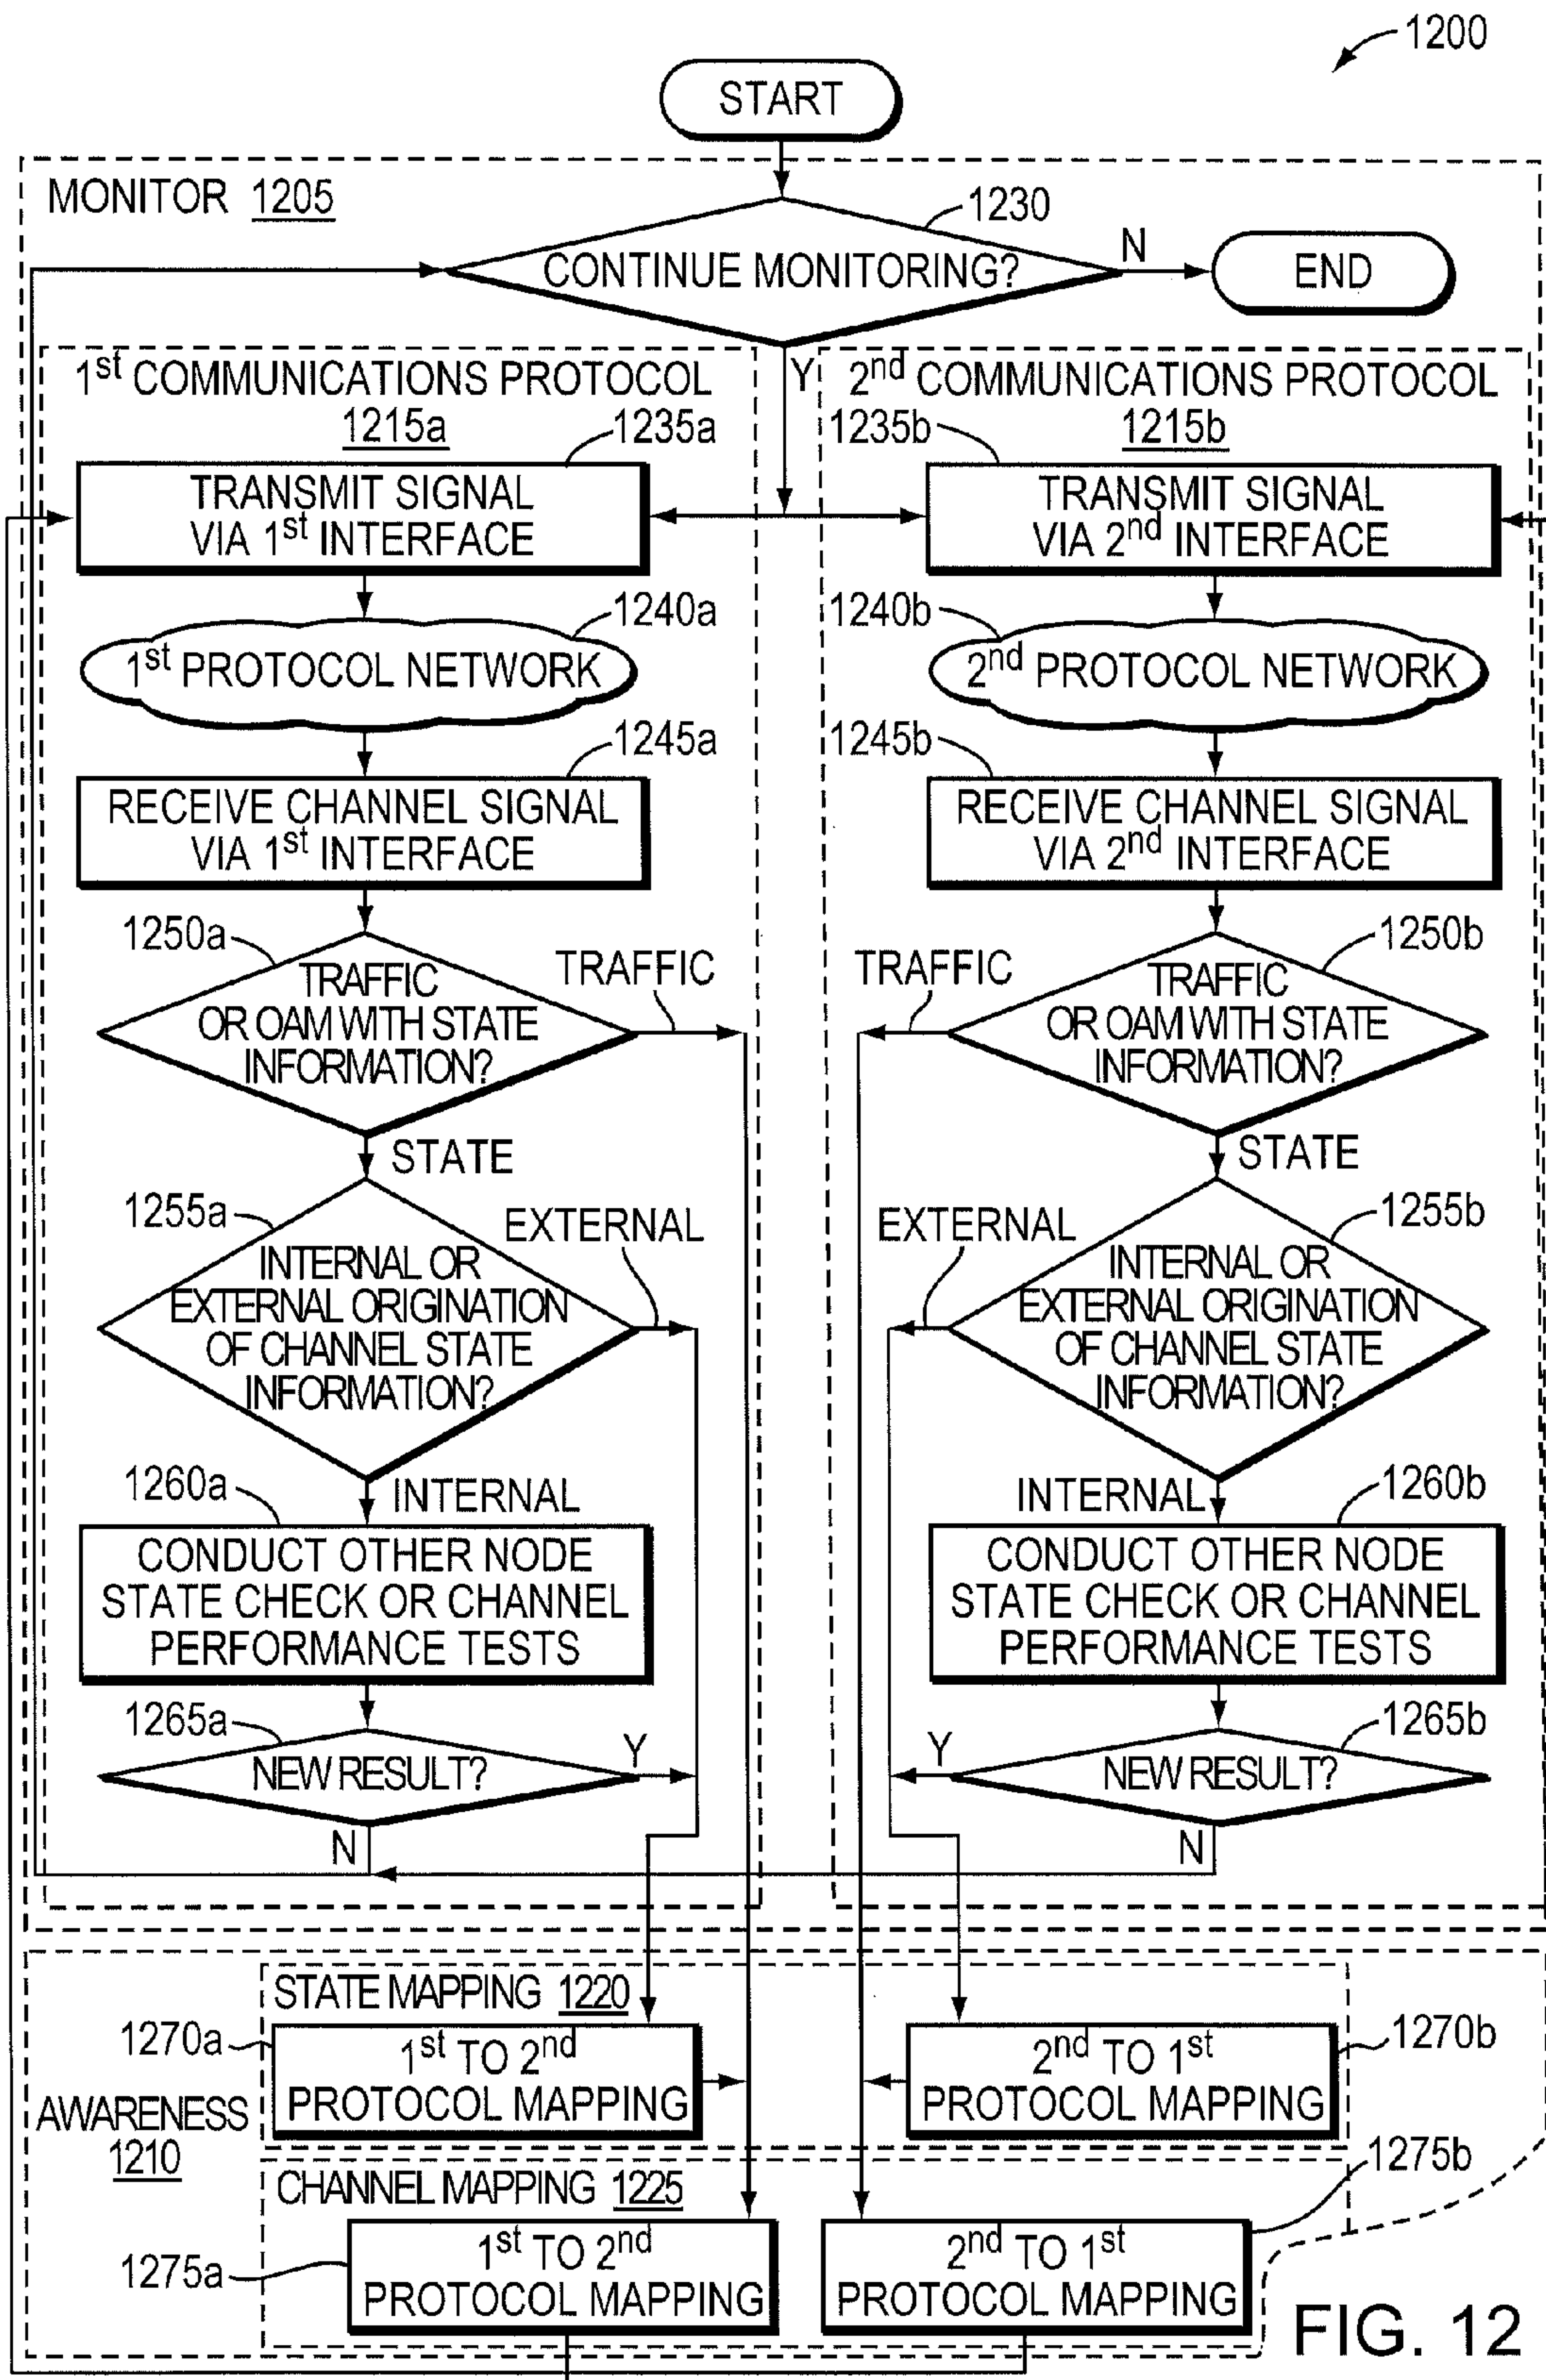 1200
START
MONITOR 1205
1230
CONTINUE MONITORING?
N
END
Y
1st COMMUNICATIONS PROTOCOL
1215a
1235a
TRANSMIT SIGNAL
VIA 1st INTERFACE
1240a
1st PROTOCOL NETWORK
1245a
RECEIVE CHANNEL SIGNAL
VIA 1st INTERFACE
1250a
TRAFFIC
TRAFFIC
OR OAM WITH STATE
INFORMATION?
STATE
1255a
EXTERNAL
INTERNAL OR
EXTERNAL ORIGINATION
OF CHANNEL STATE
INFORMATION?
1260a
INTERNAL
CONDUCT OTHER NODE
STATE CHECK OR CHANNEL
PERFORMANCE TESTS
1265a
NEW RESULT?
Y
N
2nd COMMUNICATIONS PROTOCOL
1235b
1215b
TRANSMIT SIGNAL
VIA 2nd INTERFACE
1240b
2nd PROTOCOL NETWORK
1245b
RECEIVE CHANNEL SIGNAL
VIA 2nd INTERFACE
1250b
TRAFFIC
TRAFFIC
OR OAM WITH STATE
INFORMATION?
STATE
1255b
EXTERNAL
INTERNAL OR
EXTERNAL ORIGINATION
OF CHANNEL STATE
INFORMATION?
INTERNAL
1260b
CONDUCT OTHER NODE
STATE CHECK OR CHANNEL
PERFORMANCE TESTS
1265b
Y
NEW RESULT?
N
STATE MAPPING 1220
1270a
1st TO 2nd
PROTOCOL MAPPING
2nd TO 1st
PROTOCOL MAPPING
1270b
AWARENESS
1210
CHANNEL MAPPING 1225
1275b
1275a
1st TO 2nd
PROTOCOL MAPPING
2nd TO 1st
PROTOCOL MAPPING
FIG. 12